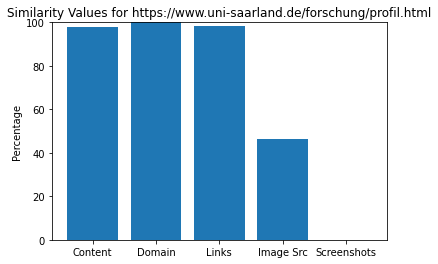 Similarity Values for https://www.uni-saarland.de/forschung/profil.html
100
80
60
40
20
0
Percentage
Content Domain Links Image Src Screenshots